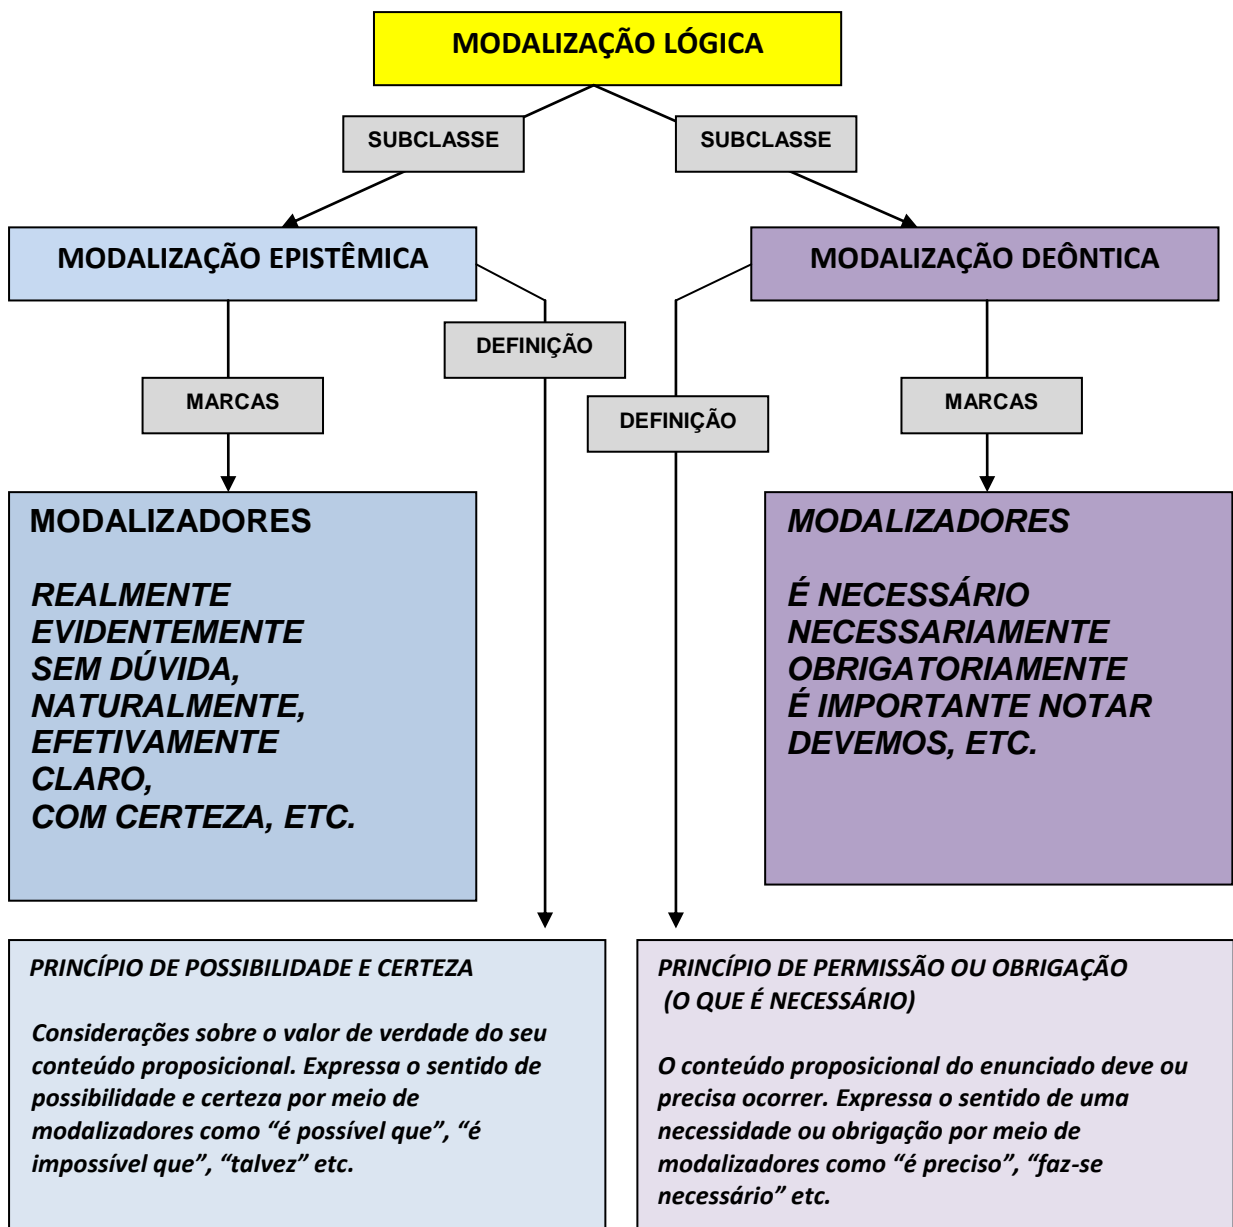 MODALIZAÇÃO LÓGICA
SUBCLASSE
SUBCLASSE
MODALIZAÇÃO EPISTÊMICA
MODALIZAÇÃO DEÔNTICA
DEFINIÇÃO
MARCAS
DEFINIÇÃO
MARCAS
MODALIZADORES
REALMENTE
EVIDENTEMENTE
SEM DÚVIDA,
NATURALMENTE,
EFETIVAMENTE
CLARO,
COM CERTEZA, ETC.
MODALIZADORES
É NECESSÁRIO
NECESSARIAMENTE
OBRIGATORIAMENTE
É IMPORTANTE NOTAR
DEVEMOS, ETC.
PRINCÍPIO DE POSSIBILIDADE E CERTEZA
Considerações sobre o valor de verdade do seu
conteúdo proposicional. Expressa o sentido de
possibilidade e certeza por meio de
modalizadores como “é possível que”, “é
impossível que”, “talvez” etc.
PRINCÍPIO DE PERMISSÃO OU OBRIGAÇÃO
(O QUE É NECESSÁRIO)
O conteúdo proposicional do enunciado deve ou
precisa ocorrer. Expressa o sentido de uma
necessidade ou obrigação por meio de
modalizadores como “é preciso”, “faz-se
necessário” etc.